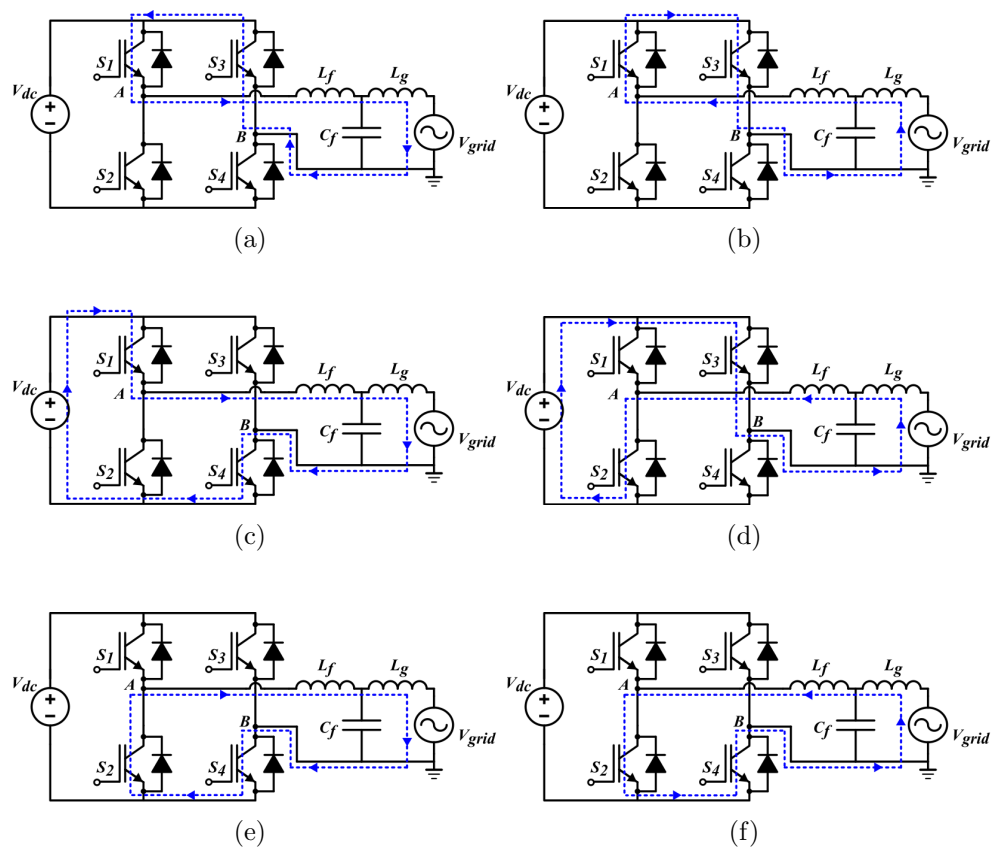 S1 S3 Lf Lg
Vdc A
B Cf Vgrid
S2 S4
(a)
S1 S3 Lf Lg
Vdc A
B Cf Vgrid
S2 S4
(b)
S1 S3 Lf Lg
Vdc A
B Cf Vgrid
S2 S4
(c)
S1 S3 Lf Lg
Vdc A
B Cf Vgrid
S2 S4
(d)
S1 S3 Lf Lg
Vdc A
B Cf Vgrid
S2 S4
(e)
S1 S3 Lf Lg
Vdc A
B Cf Vgrid
S2 S4
(f)